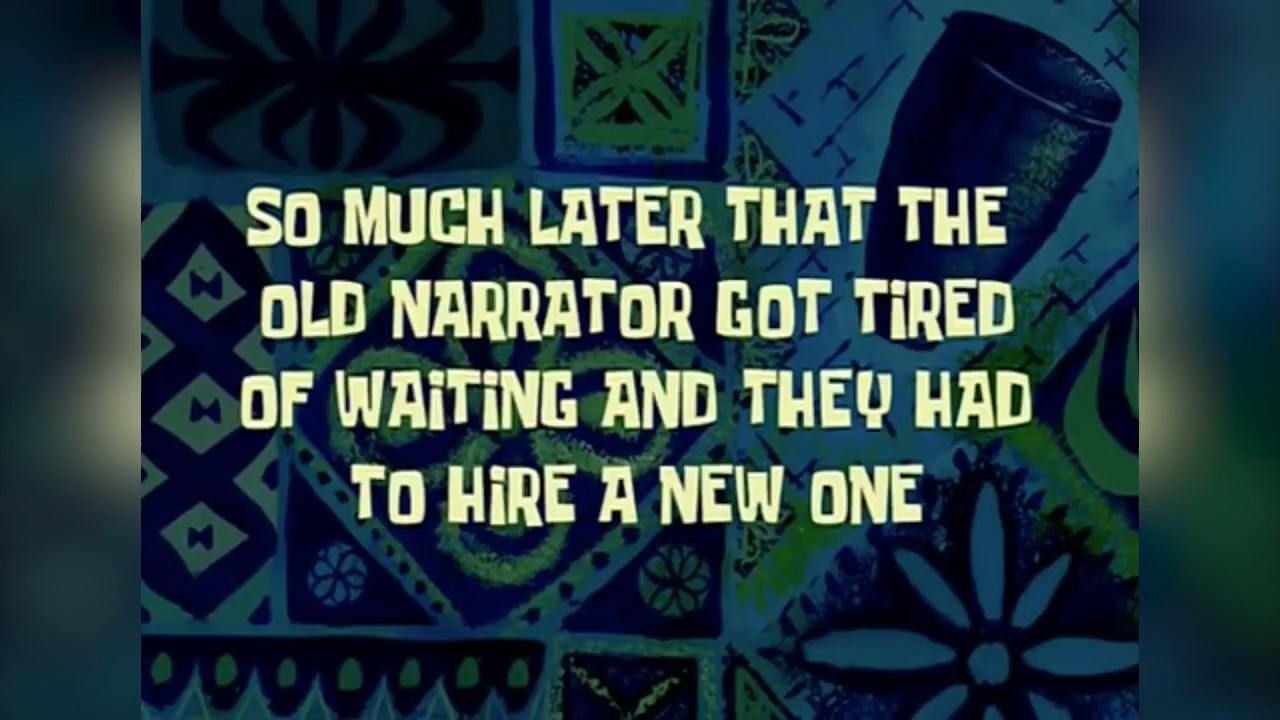 SO MUCH LATER THAT THE
OLD NARRATOR GOT TiRED
OF WAiTiNG AND THEY HAD
TO HiRE A NEW ONE